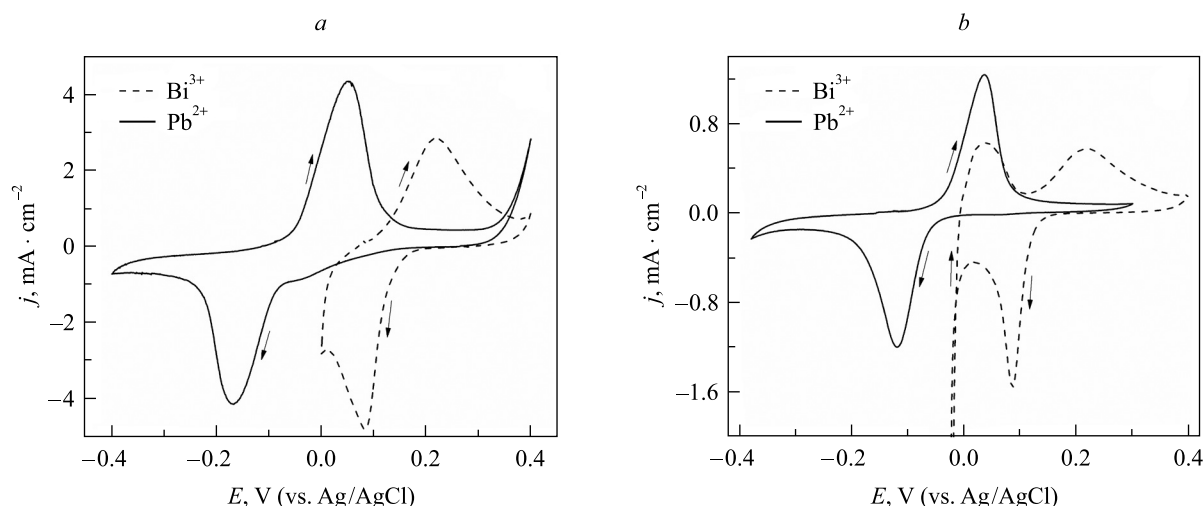 a
Bi³⁺
Pb²⁺
4
2
0
−2
−4
j, mA · cm⁻²
−0.4
−0.2
0.0
0.2
0.4
E, V (vs. Ag/AgCl)
b
Bi³⁺
Pb²⁺
0.8
0.0
−0.8
−1.6
j, mA · cm⁻²
−0.4
−0.2
0.0
0.2
0.4
E, V (vs. Ag/AgCl)